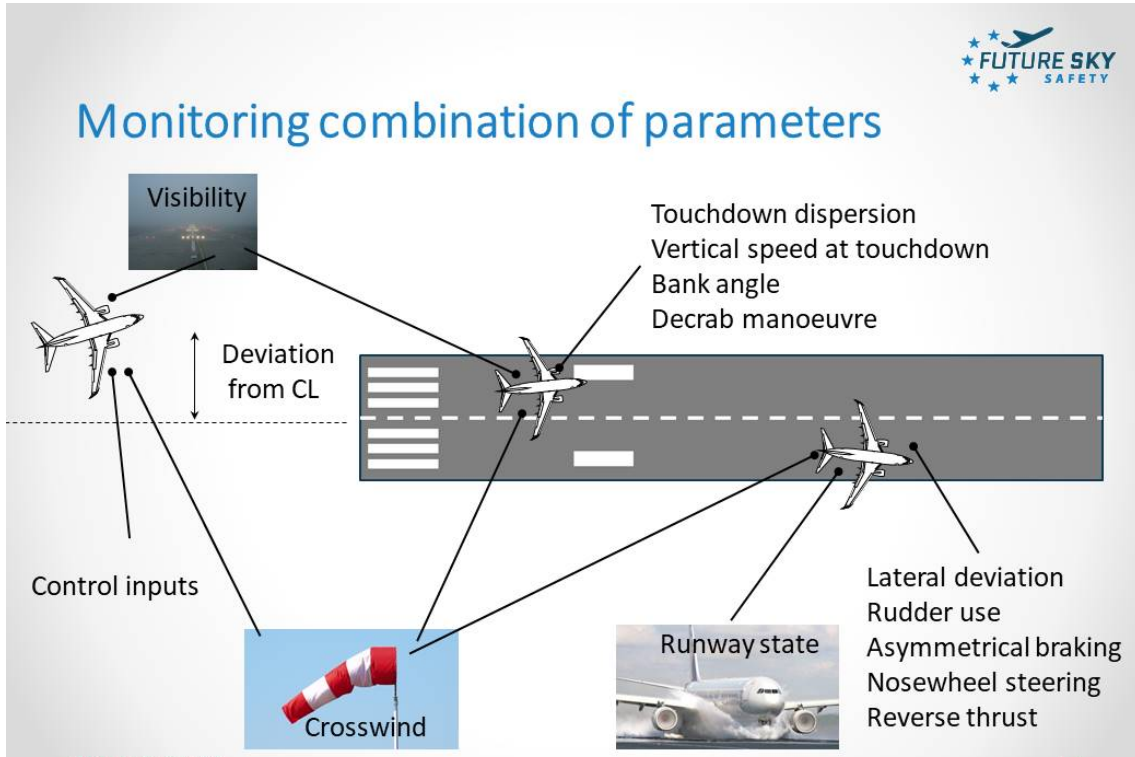 FUTURE SKY
SAFETY
Monitoring combination of parameters
Visibility
Touchdown dispersion
Vertical speed at touchdown
Bank angle
Decrab manoeuvre
Deviation
from CL
Control inputs
Crosswind
Runway state
Lateral deviation
Rudder use
Asymmetrical braking
Nosewheel steering
Reverse thrust